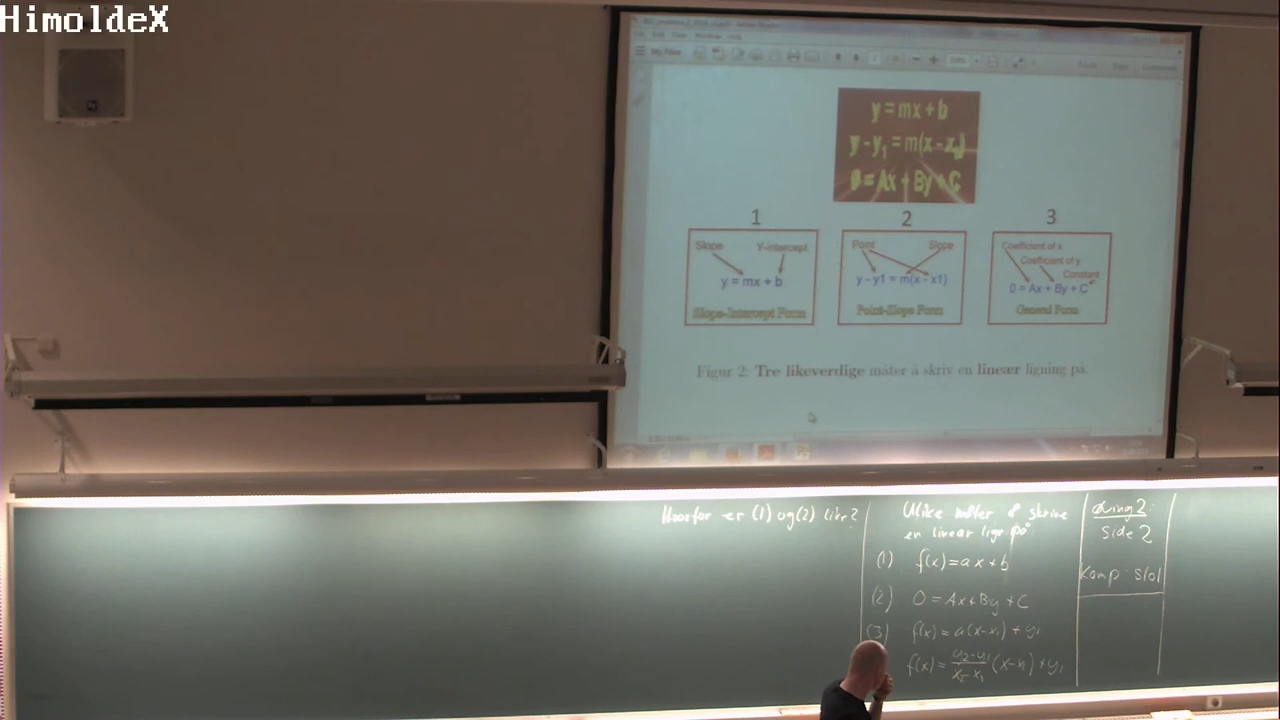 HimoldeX
y = mx + b
y - y₁ = m(x - x₁)
0 = Ax + By + C
1
2
3
Slope
Y-intercept
y = mx + b
Slope-Intercept Form
Point
Slope
y - y1 = m(x - x1)
Point-Slope Form
Coefficient of x
Coefficient of y
Constant
0 = Ax + By + C
General Form
Figur 2: Tre likeverdige måter å skriv en lineær ligning på.
Hvorfor er (1) og (2) like?
Ulike måter å skrive
en lineær lign på
(1) f(x) = ax + b
(2) 0 = Ax + By + C
(3) f(x) = a(x-x₁) + y₁
f(x) = y₂-y₁/x₂-x₁ (x-x₁) + y₁
Øving 2:
Side 2